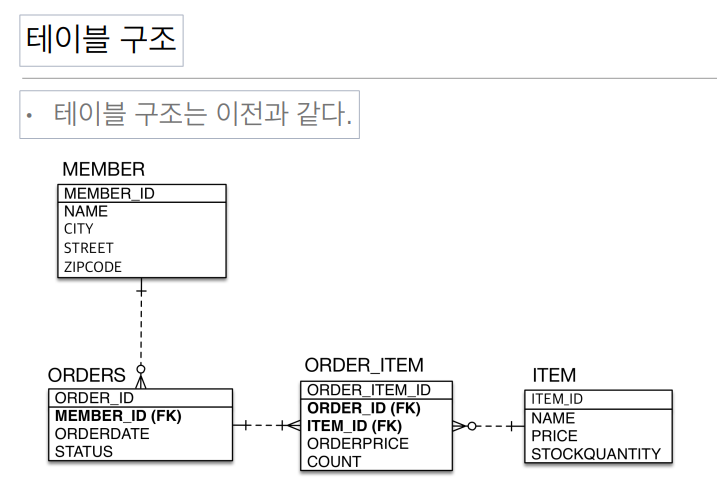 테이블 구조
• 테이블 구조는 이전과 같다.
MEMBER
MEMBER_ID
NAME
CITY
STREET
ZIPCODE
ORDERS
ORDER_ID
MEMBER_ID (FK)
ORDERDATE
STATUS
ORDER_ITEM
ORDER_ITEM_ID
ORDER_ID (FK)
ITEM_ID (FK)
ORDERPRICE
COUNT
ITEM
ITEM_ID
NAME
PRICE
STOCKQUANTITY